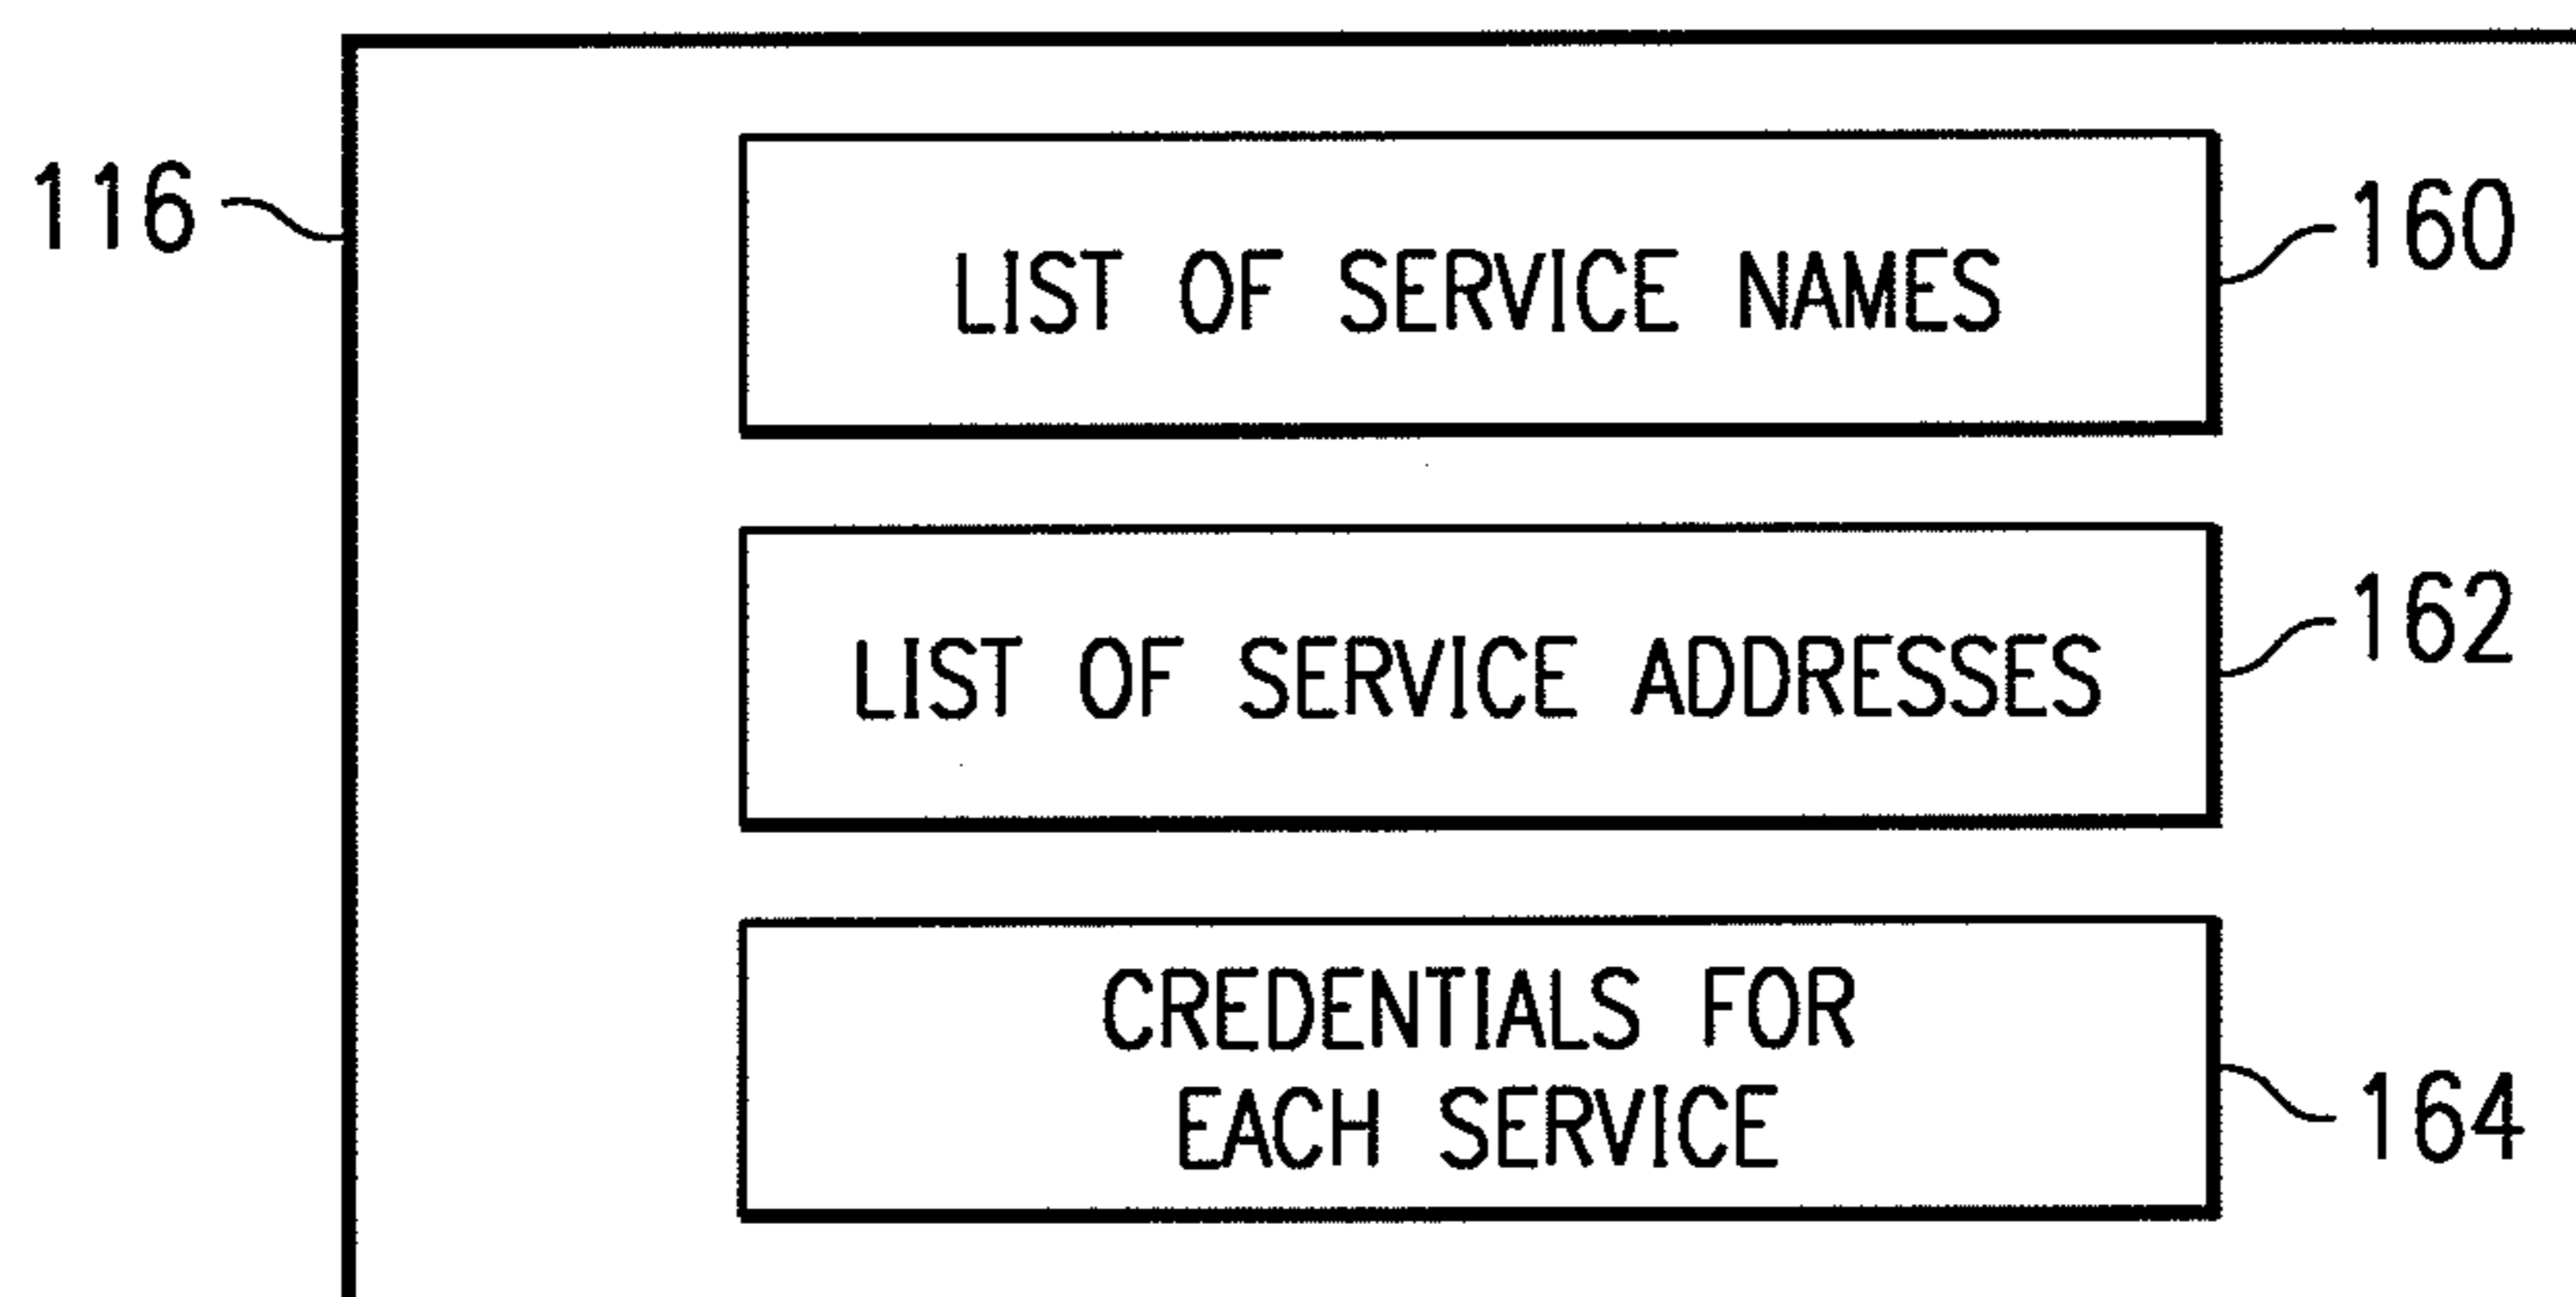 116
LIST OF SERVICE NAMES
160
LIST OF SERVICE ADDRESSES
162
CREDENTIALS FOR
EACH SERVICE
164